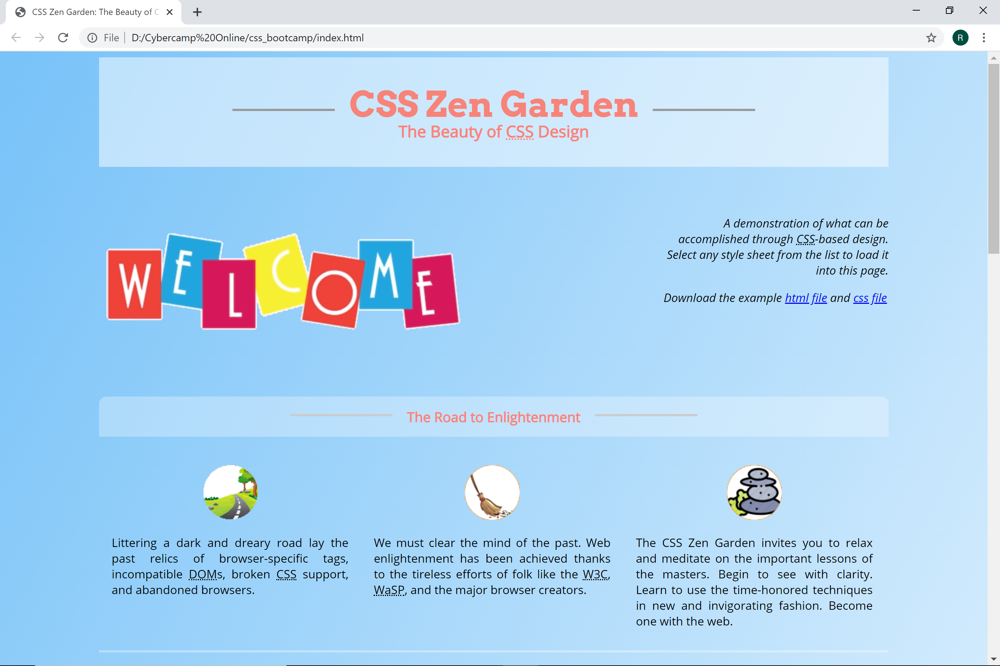 CSS Zen Garden: The Beauty of C
File
D:/Cybercamp%20Online/css_bootcamp/index.html
R
CSS Zen Garden
The Beauty of CSS Design
WELCOME
A demonstration of what can be
accomplished through CSS-based design.
Select any style sheet from the list to load it
into this page.
Download the example html file and css file
The Road to Enlightenment
Littering a dark and dreary road lay the
past relics of browser-specific tags,
incompatible DOMs, broken CSS support,
and abandoned browsers.
We must clear the mind of the past. Web
enlightenment has been achieved thanks
to the tireless efforts of folk like the W3C,
WaSP, and the major browser creators.
The CSS Zen Garden invites you to relax
and meditate on the important lessons of
the masters. Begin to see with clarity.
Learn to use the time-honored techniques
in new and invigorating fashion. Become
one with the web.